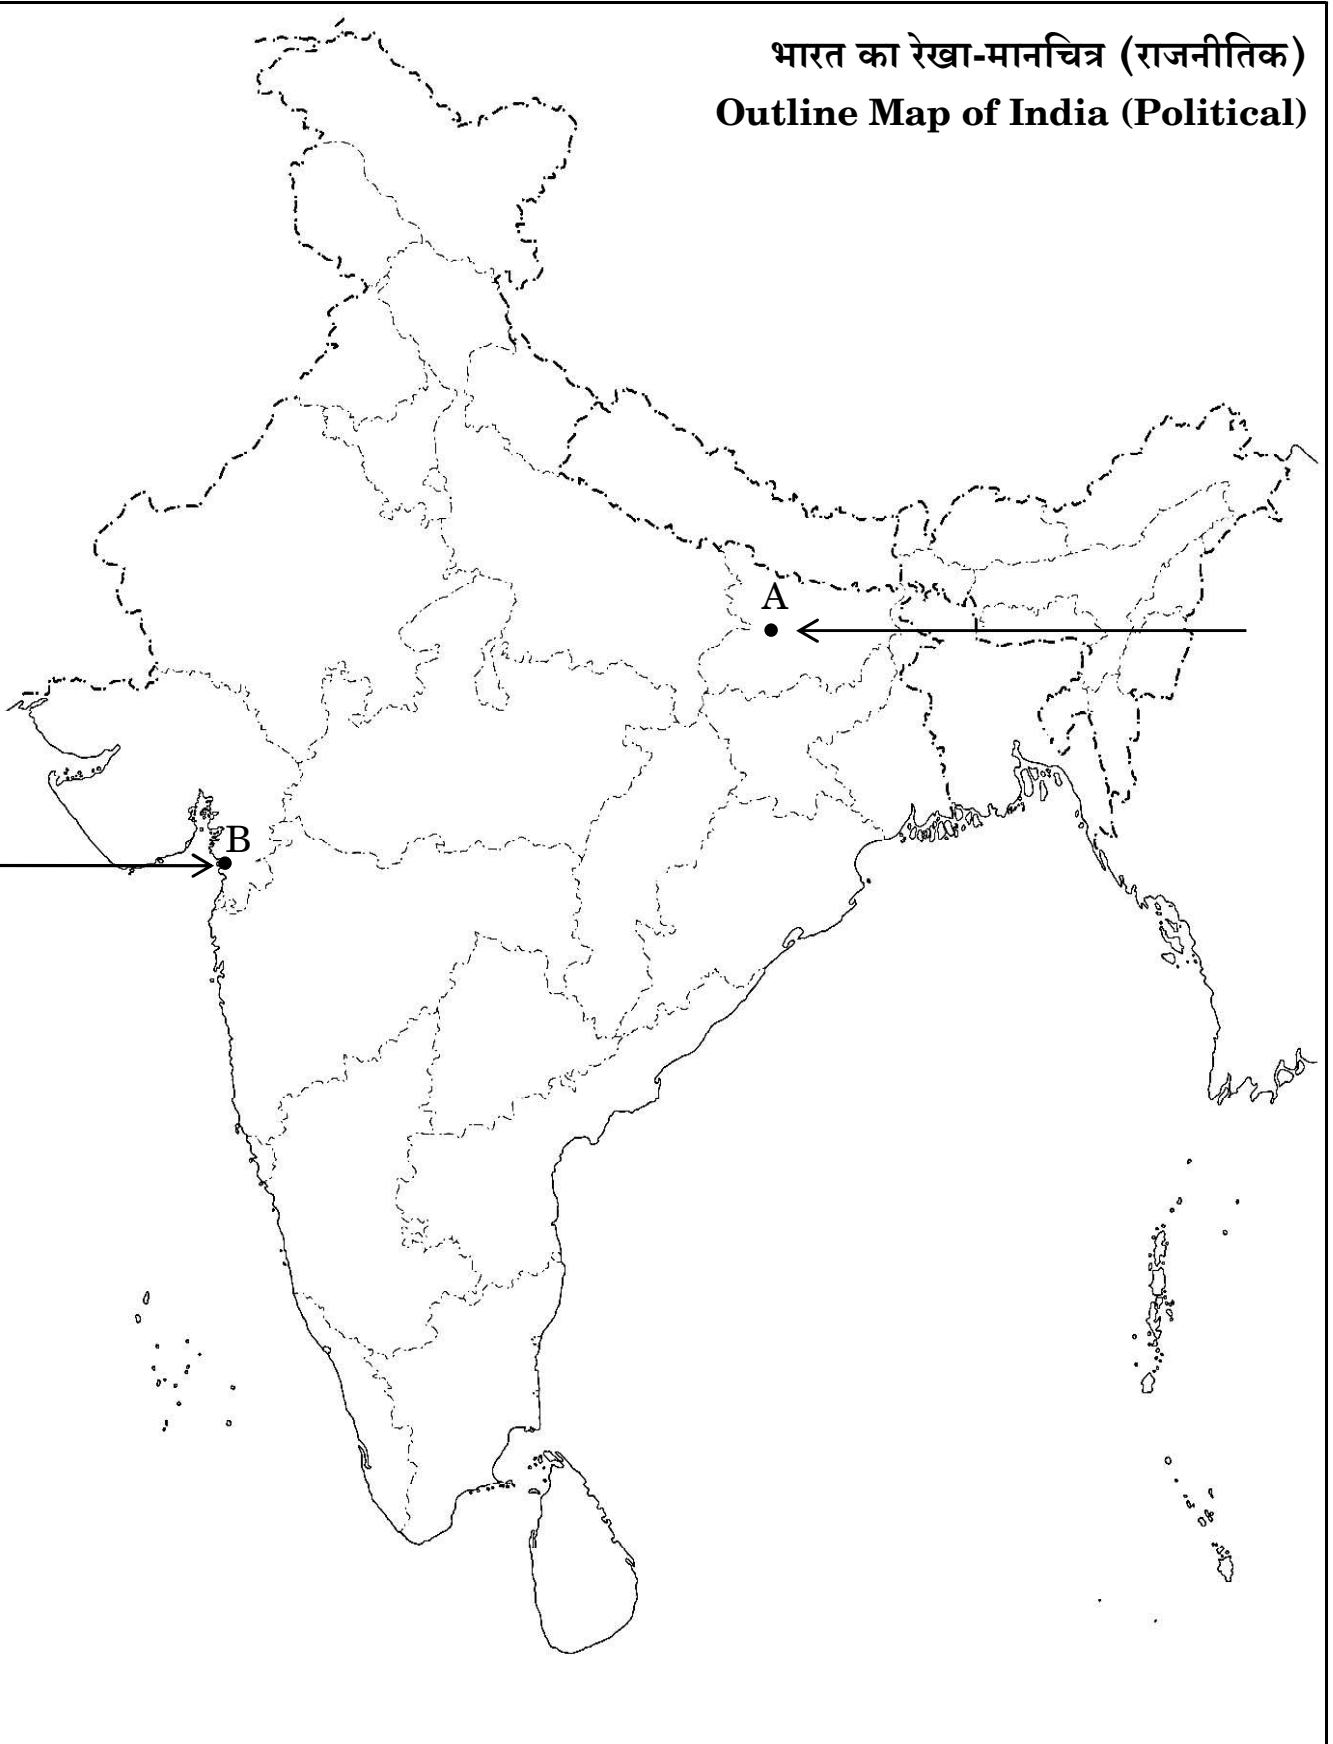 भारत का रेखा-मानचित्र (राजनीतिक)
Outline Map of India (Political)
A
B